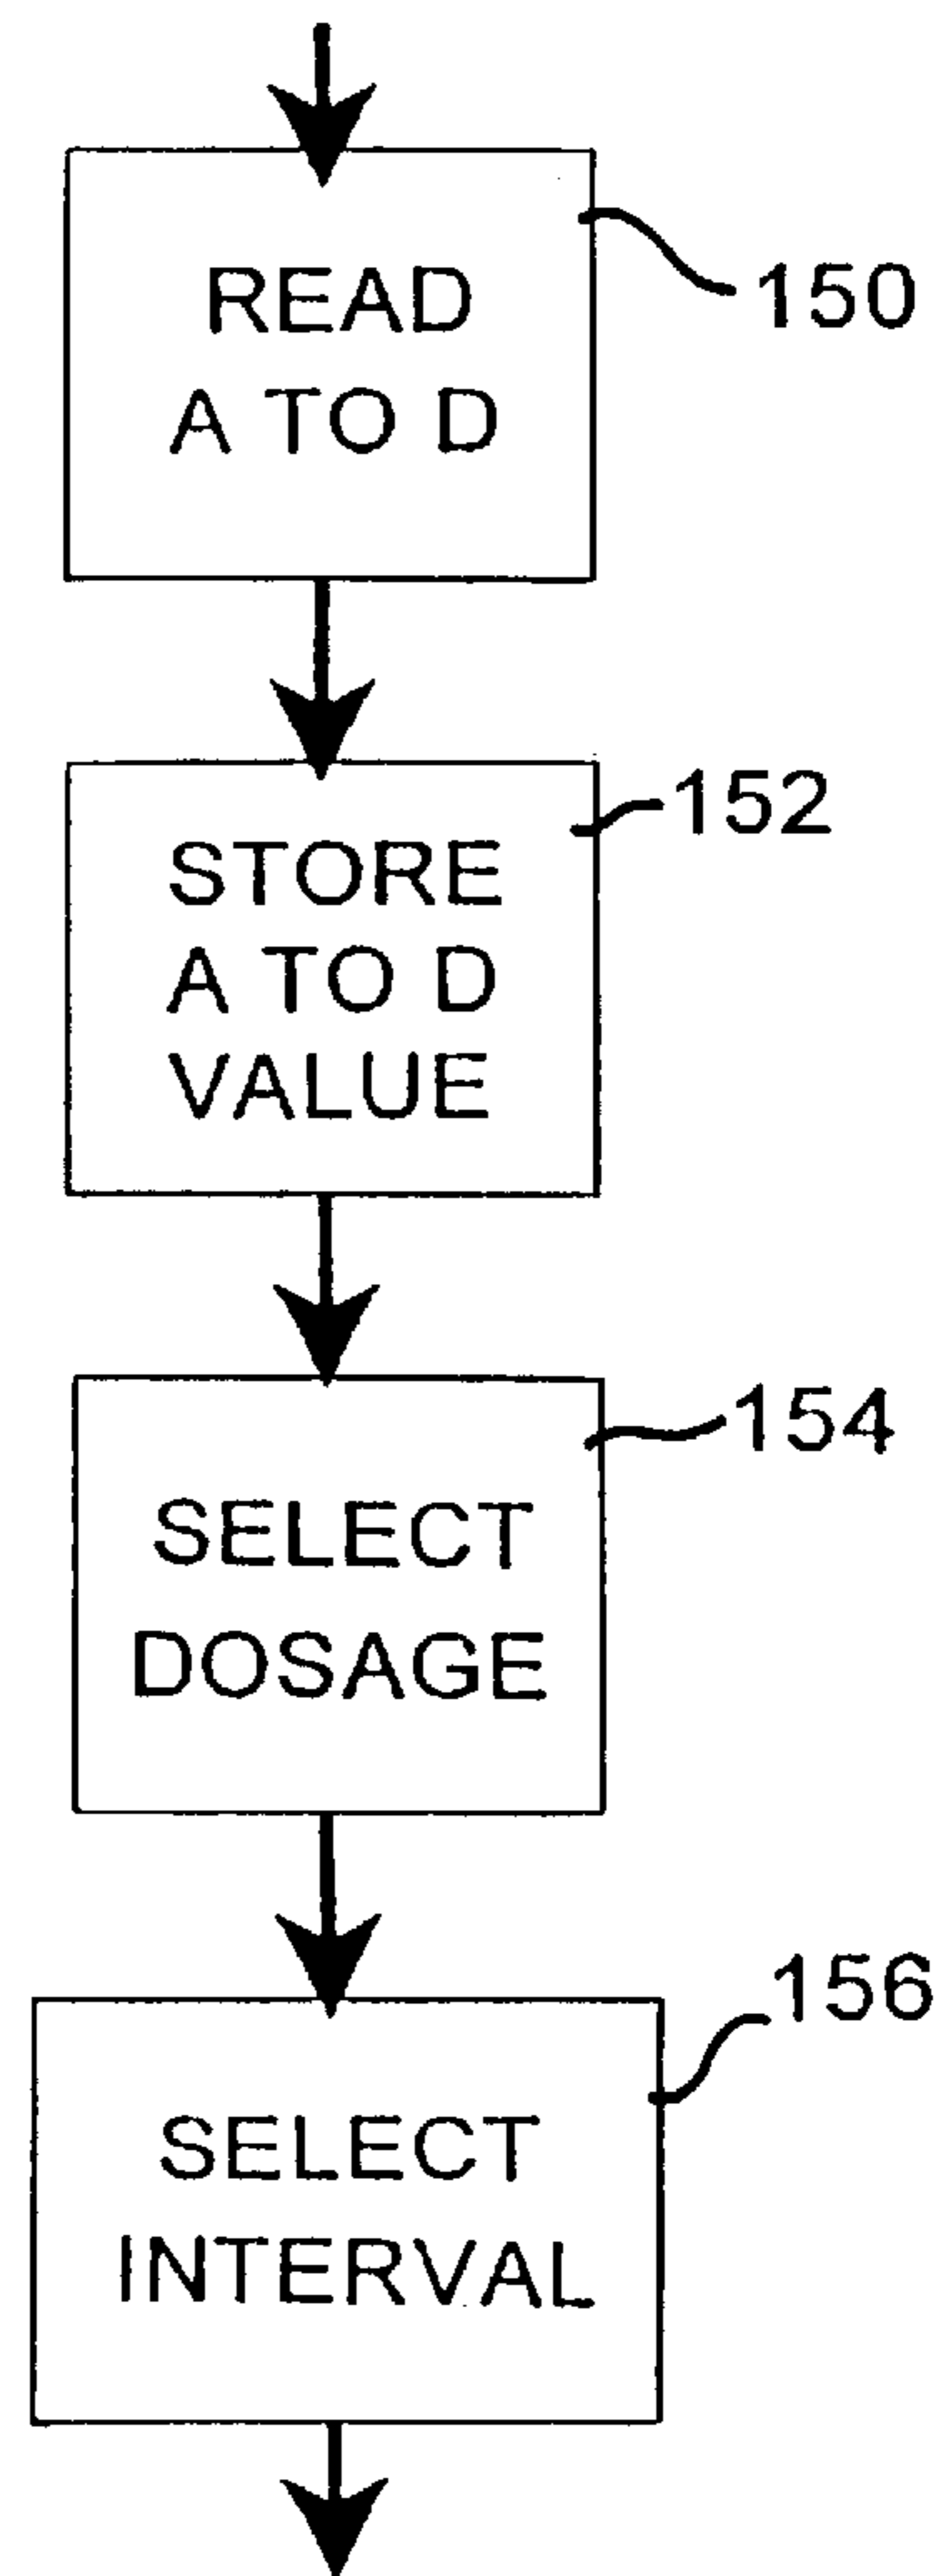 READ
A TO D
150
STORE
A TO D
VALUE
152
SELECT
DOSAGE
154
SELECT
INTERVAL
156